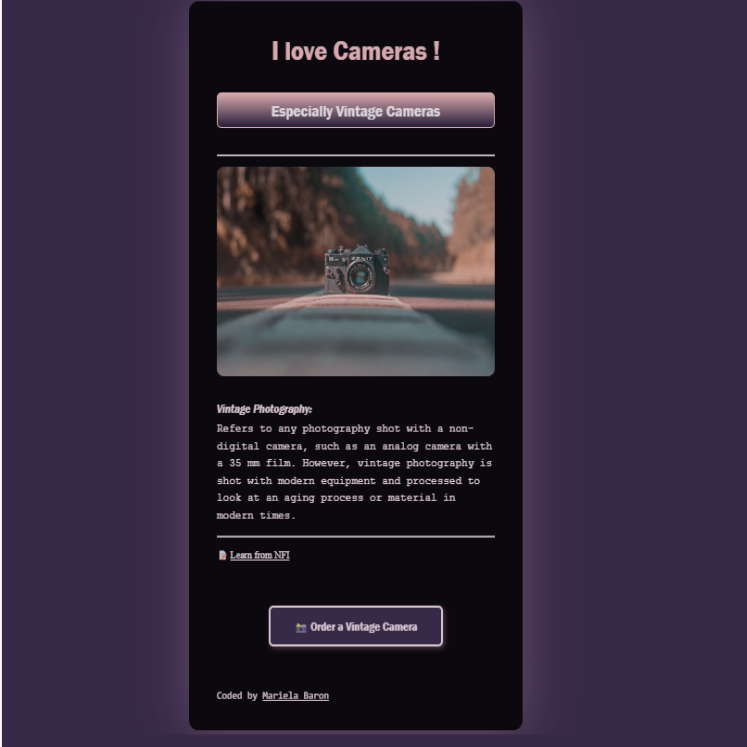 I love Cameras !
Especially Vintage Cameras
ZENIT
Vintage Photography:
Refers to any photography shot with a non-
digital camera, such as an analog camera with
a 35 mm film. However, vintage photography is
shot with modern equipment and processed to
look at an aging process or material in
modern times.
Learn from NFI
Order a Vintage Camera
Coded by Mariela Baron